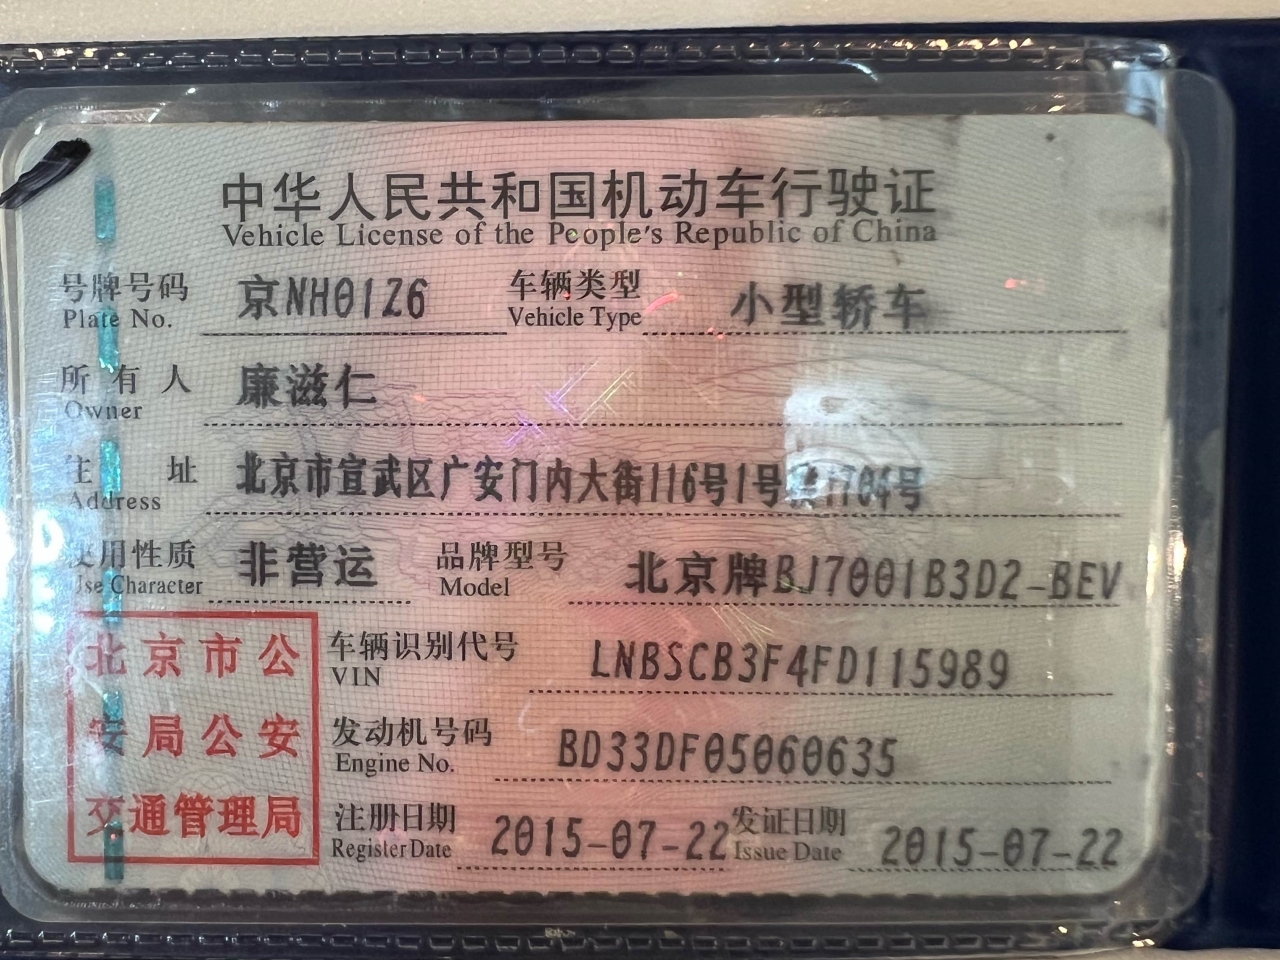 中华人民共和国机动车行驶证
Vehicle License of the People's Republic of China
号牌号码 京NH01Z6 车辆类型 小型轿车
Plate No. Vehicle Type
所有人 廉滋仁
Owner
住址 北京市宣武区广安门内大街116号1号 1704号
Address
使用性质 非营运 品牌型号 北京牌BJ7001B3D2-BEV
Use Character Model
北京市公
安局公安
交通管理局
车辆识别代号 LNBSCB3F4FD115989
VIN
发动机号码 BD33DF05060635
Engine No.
注册日期 2015-07-22 发证日期 2015-07-22
Register Date Issue Date